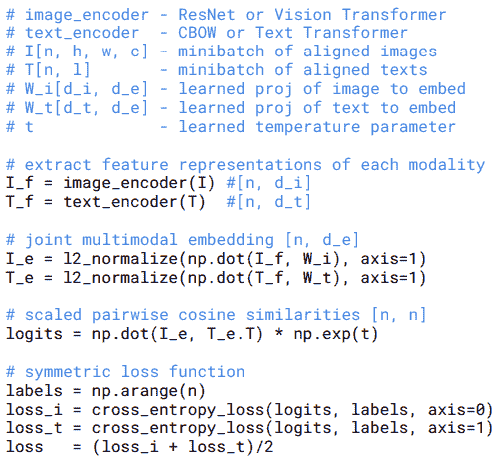 # image_encoder - ResNet or Vision Transformer
# text_encoder - CBOW or Text Transformer
# I[n, h, w, c] - minibatch of aligned images
# T[n, l] - minibatch of aligned texts
# W_i[d_i, d_e] - learned proj of image to embed
# W_t[d_t, d_e] - learned proj of text to embed
# t - learned temperature parameter
# extract feature representations of each modality
I_f = image_encoder(I) #[n, d_i]
T_f = text_encoder(T) #[n, d_t]
# joint multimodal embedding [n, d_e]
I_e = l2_normalize(np.dot(I_f, W_i), axis=1)
T_e = l2_normalize(np.dot(T_f, W_t), axis=1)
# scaled pairwise cosine similarities [n, n]
logits = np.dot(I_e, T_e.T) * np.exp(t)
# symmetric loss function
labels = np.arange(n)
loss_i = cross_entropy_loss(logits, labels, axis=0)
loss_t = cross_entropy_loss(logits, labels, axis=1)
loss = (loss_i + loss_t)/2